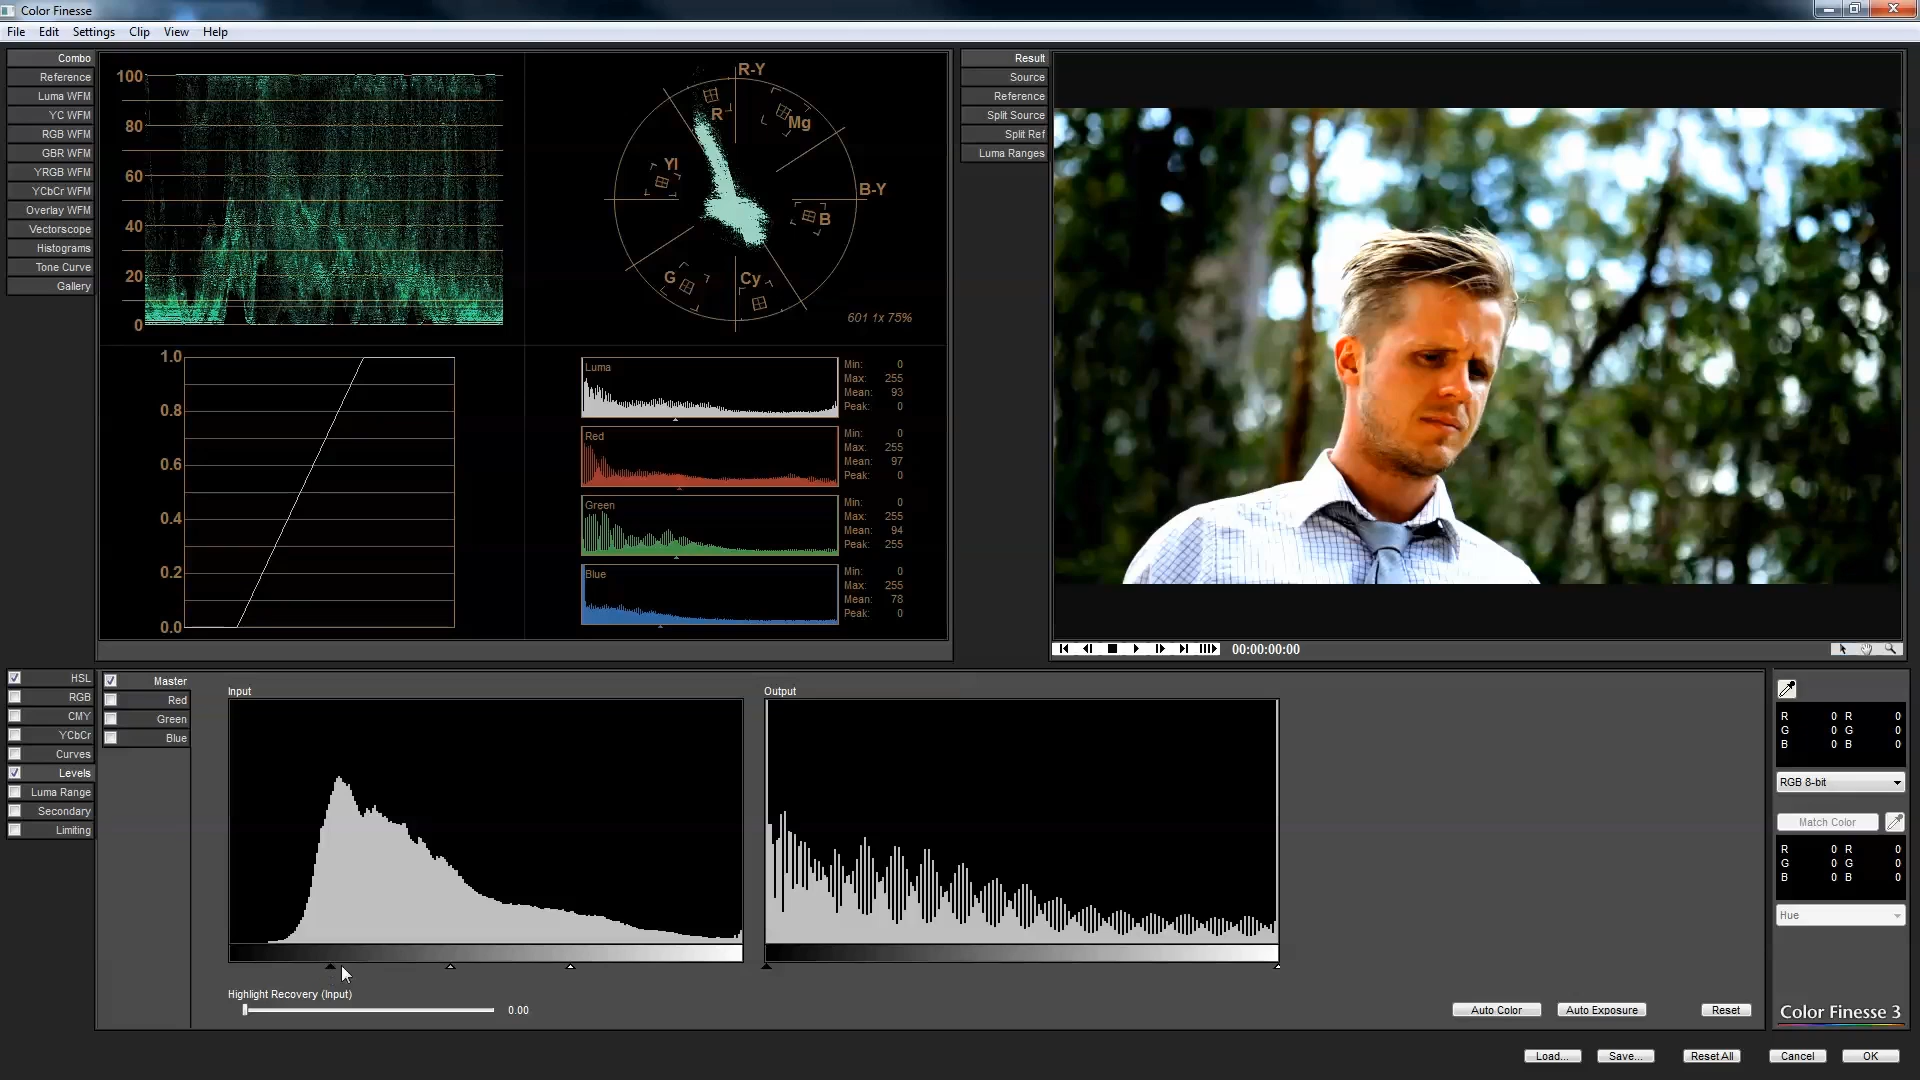 Color Finesse
File Edit Settings Clip View Help
Combo
Reference
Luma WFM
YC WFM
RGB WFM
GBR WFM
YRGB WFM
YCbCr WFM
Overlay WFM
Vectorscope
Histograms
Tone Curve
Gallery
100
80
60
40
20
0
R-Y
R
Mg
Yl
B-Y
B
G
Cy
601 1x 75%
1.0
0.8
0.6
0.4
0.2
0.0
Luma
Min: 0
Max: 255
Mean: 93
Peak: 0
Red
Min: 0
Max: 255
Mean: 97
Peak: 0
Green
Min: 0
Max: 255
Mean: 94
Peak: 255
Blue
Min: 0
Max: 255
Mean: 78
Peak: 0
Result
Source
Reference
Split Source
Split Ref
Luma Ranges
00:00:00:00
HSL
RGB
CMY
YCbCr
Curves
Levels
Luma Range
Secondary
Limiting
Master
Red
Green
Blue
Input
Output
Highlight Recovery (Input)
0.00
Auto Color
Auto Exposure
Reset
R 0 R 0
G 0 G 0
B 0 B 0
RGB 8-bit
Match Color
R 0 R 0
G 0 G 0
B 0 B 0
Hue
Color Finesse 3
Load...
Save...
Reset All
Cancel
OK